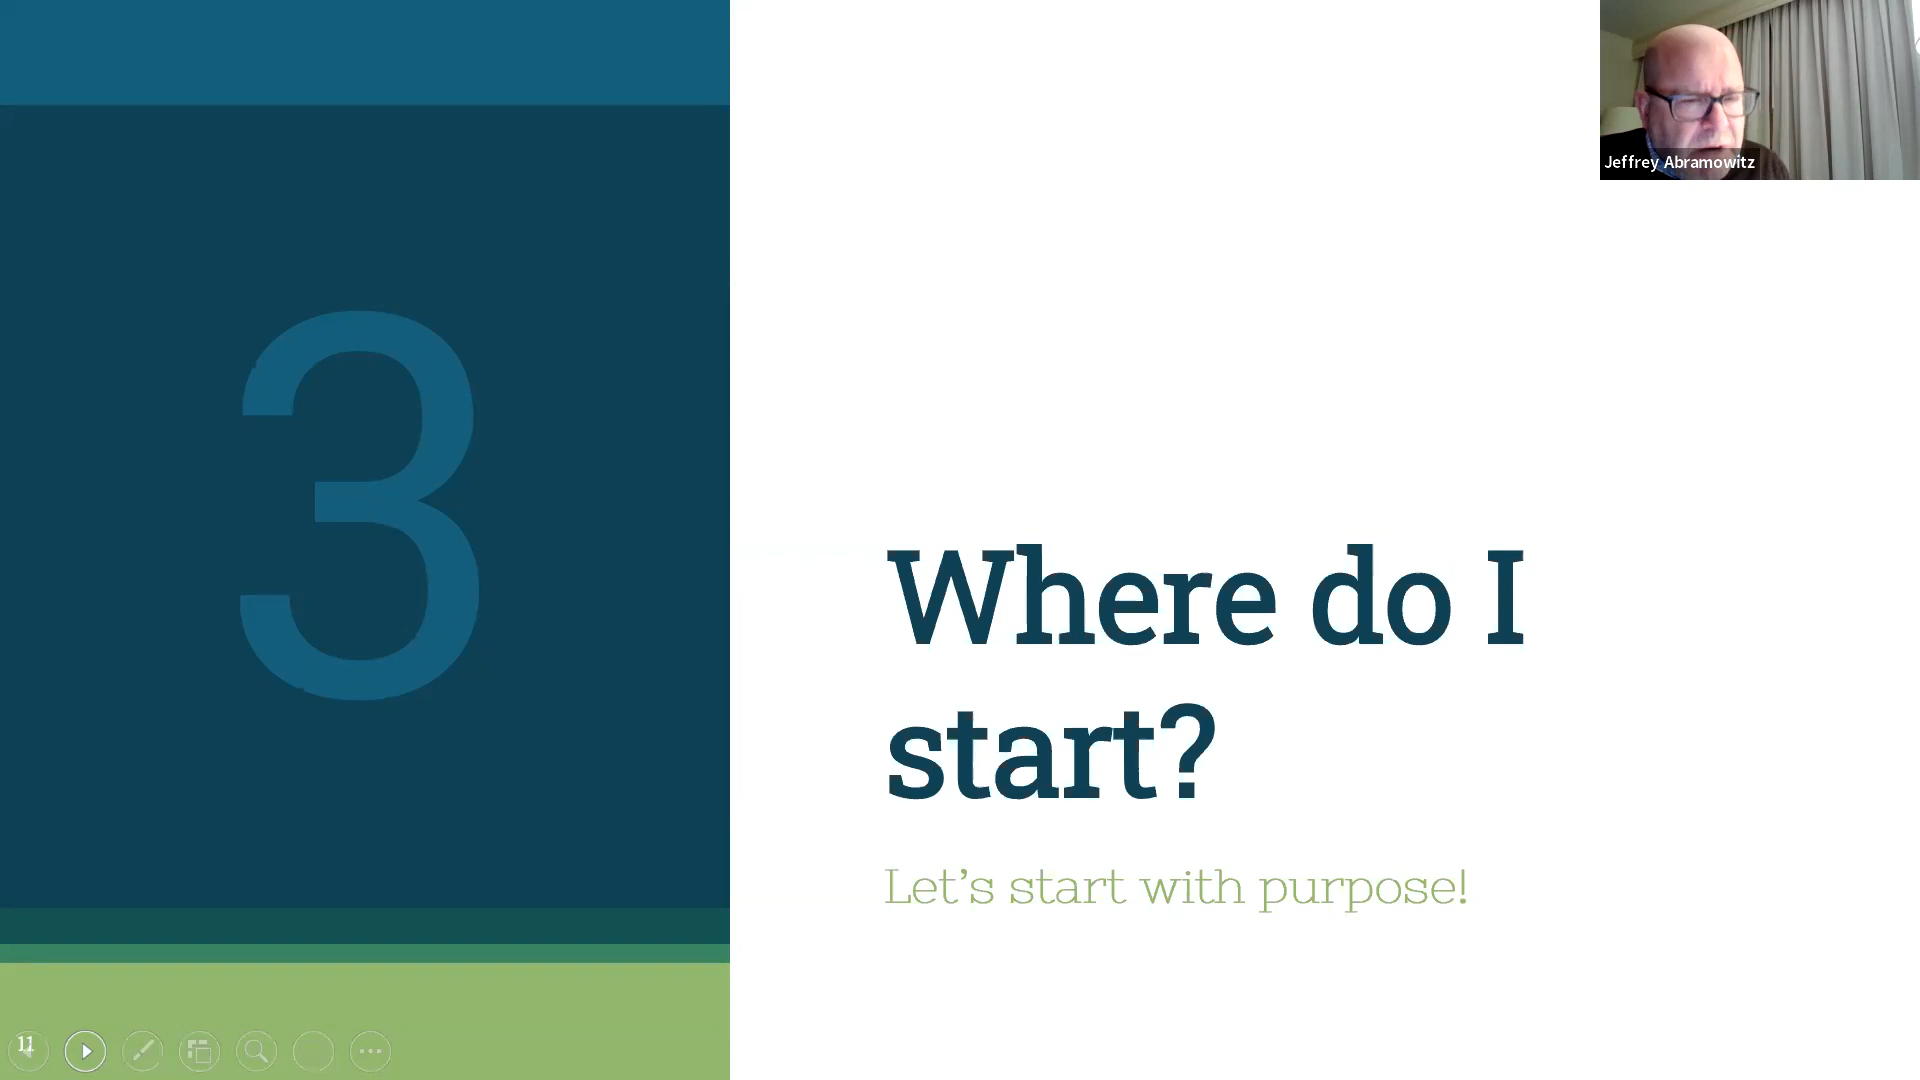 Jeffrey Abramowitz
3
Where do I
start?
Let's start with purpose!
11